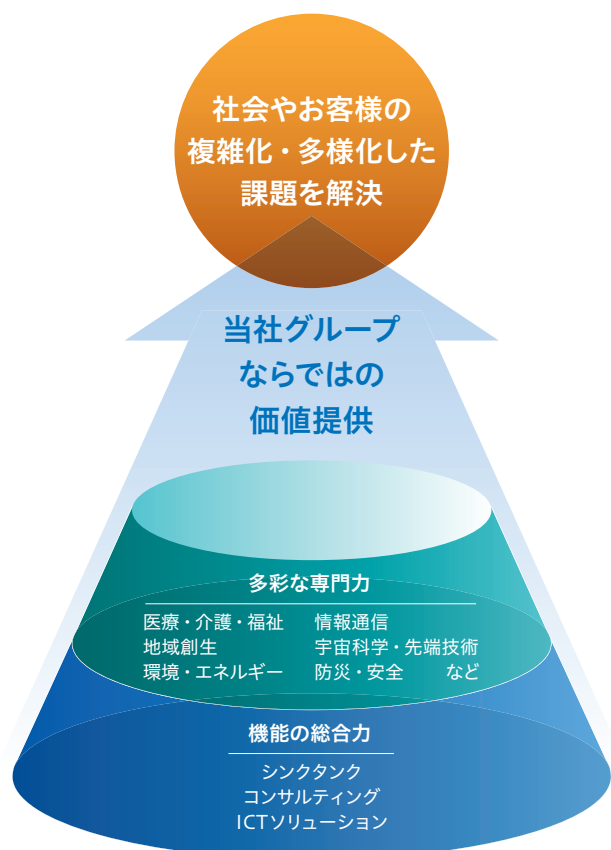 社会やお客様の
複雑化・多様化した
課題を解決
当社グループ
ならではの
価値提供
多彩な専門力
医療・介護・福祉 情報通信
地域創生 宇宙科学・先端技術
環境・エネルギー 防災・安全 など
機能の総合力
シンクタンク
コンサルティング
ICTソリューション